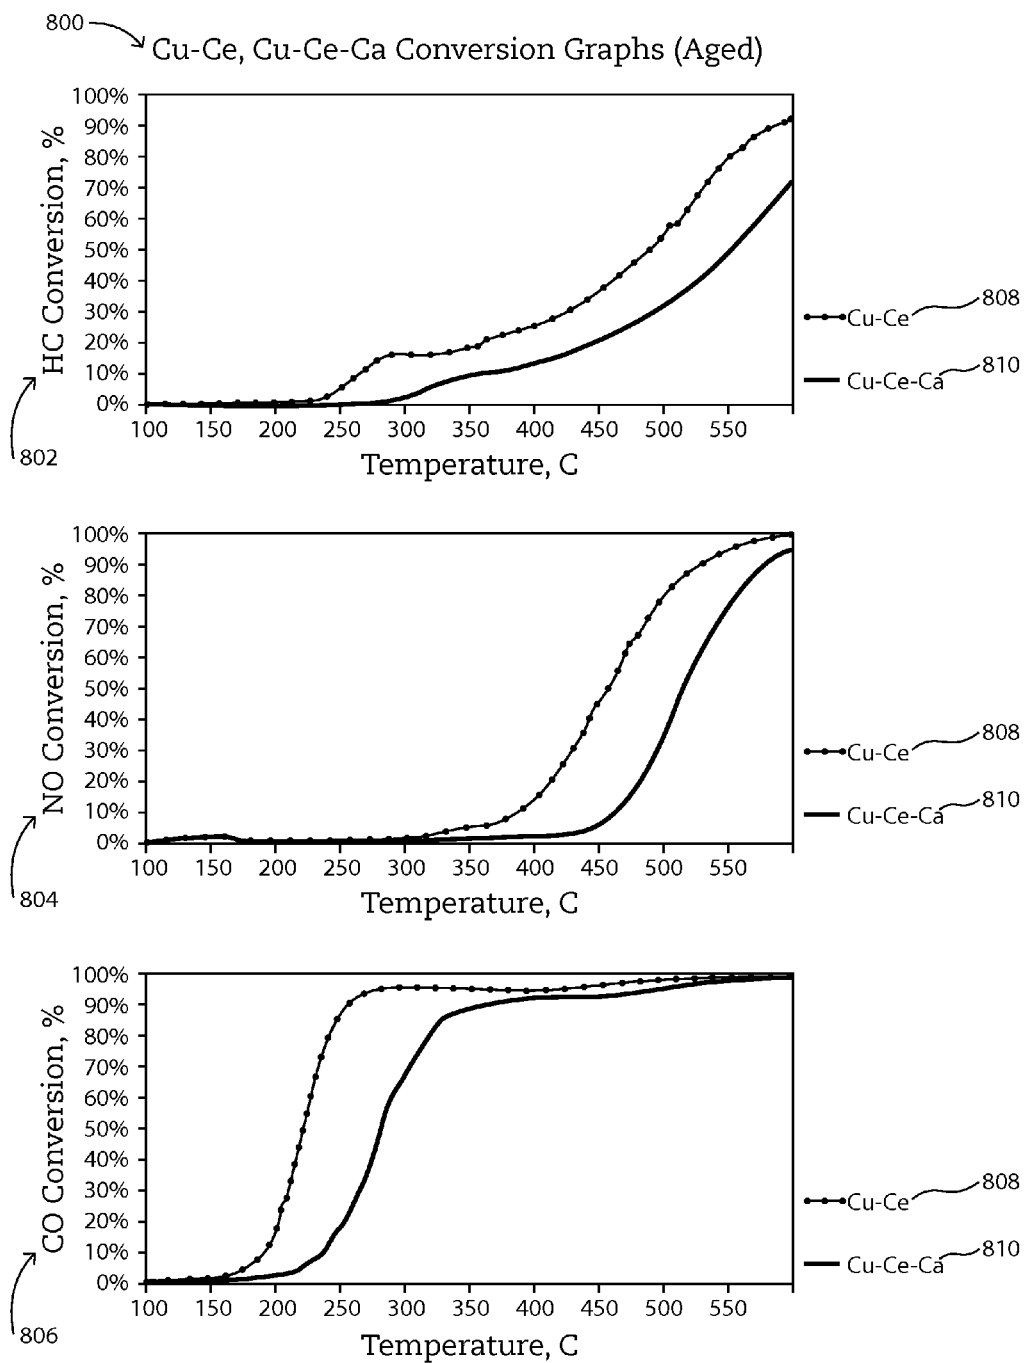 800
Cu-Ce, Cu-Ce-Ca Conversion Graphs (Aged)
HC Conversion, %
100%
90%
80%
70%
60%
50%
40%
30%
20%
10%
0%
100 150 200 250 300 350 400 450 500 550
Temperature, C
802
Cu-Ce 808
Cu-Ce-Ca 810
NO Conversion, %
100%
90%
80%
70%
60%
50%
40%
30%
20%
10%
0%
100 150 200 250 300 350 400 450 500 550
Temperature, C
804
Cu-Ce 808
Cu-Ce-Ca 810
CO Conversion, %
100%
90%
80%
70%
60%
50%
40%
30%
20%
10%
0%
100 150 200 250 300 350 400 450 500 550
Temperature, C
806
Cu-Ce 808
Cu-Ce-Ca 810